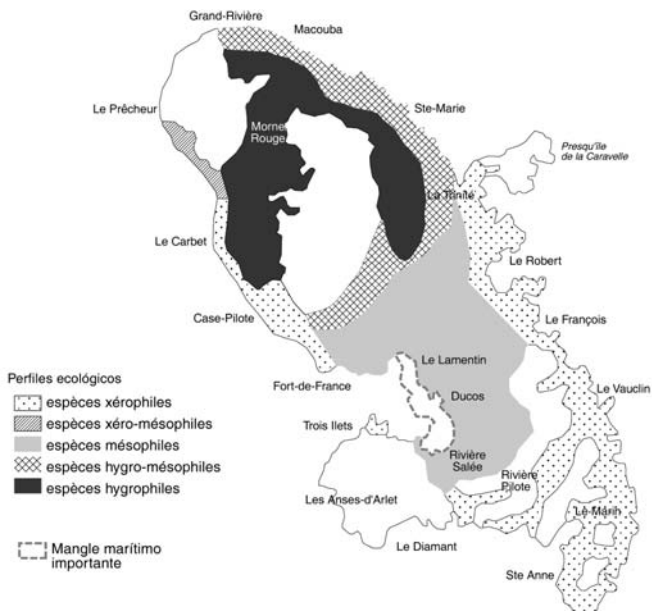 Grand-Rivière
Macouba
Le Prêcheur
Ste-Marie
Morne
Rouge
Presqu'île
de la Caravelle
La Trinité
Le Carbet
Le Robert
Case-Pilote
Le François
Le Lamentin
Fort-de-France
Ducos
Le Vauclin
Trois Ilets
Rivière
Salée
Rivière
Pilote
Les Anses-d'Arlet
Le Marin
Le Diamant
Ste Anne
Perfiles ecológicos
espèces xérophiles
espèces xéro-mésophiles
espèces mésophiles
espèces hygro-mésophiles
espèces hygrophiles
Mangle marítimo
importante